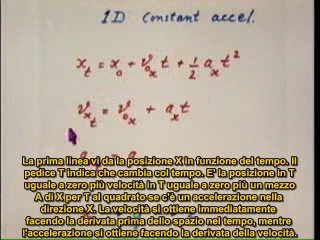 1D Constant accel.
x_t = x_0 + v_0x t + 1/2 a_x t²
v_xt = v_0x + a_x t
La prima linea vi da la posizione X in funzione del tempo. Il
pedice T indica che cambia col tempo. E' la posizione in T
uguale a zero più velocità in T uguale a zero più un mezzo
A di X per T al quadrato se c'è un accelerazione nella
direzione X. La velocità si ottiene immediatamente
facendo la derivata prima dello spazio nel tempo, mentre
l'accelerazione si ottiene facendo la derivata della velocità.